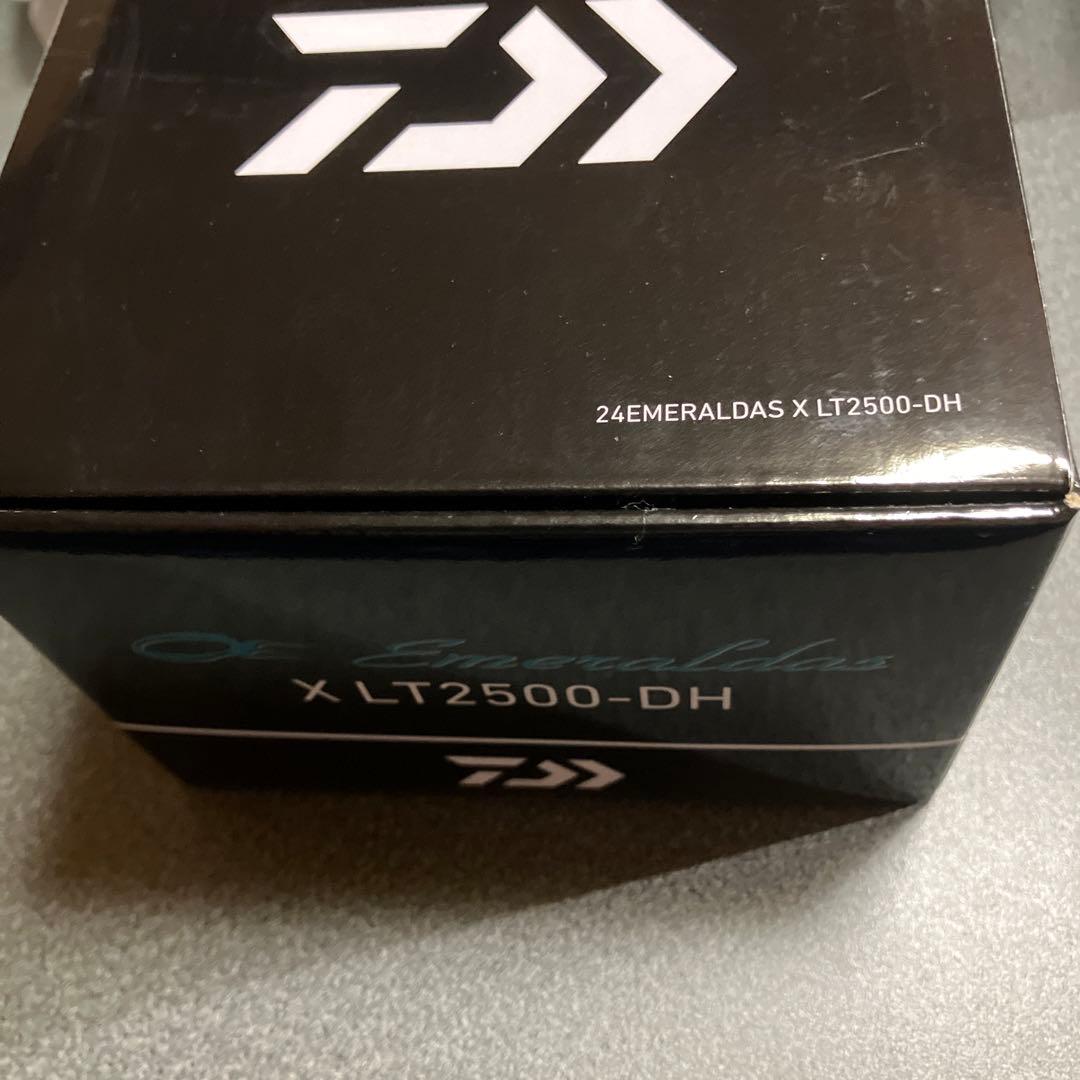 24EMERALDAS X LT2500-DH
Emeraldas
X LT2500-DH